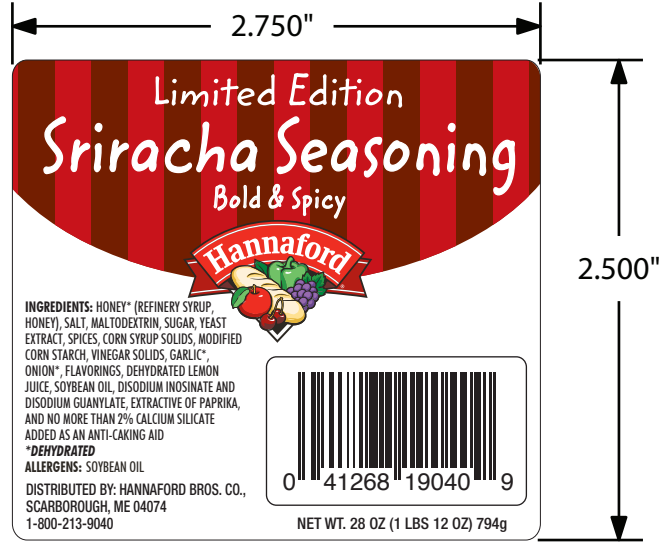 2.750"
Limited Edition
Sriracha Seasoning
Bold & Spicy
Hannaford
2.500"
INGREDIENTS: HONEY* (REFINERY SYRUP,
HONEY), SALT, MALTODEXTRIN, SUGAR, YEAST
EXTRACT, SPICES, CORN SYRUP SOLIDS, MODIFIED
CORN STARCH, VINEGAR SOLIDS, GARLIC*,
ONION*, FLAVORINGS, DEHYDRATED LEMON
JUICE, SOYBEAN OIL, DISODIUM INOSINATE AND
DISODIUM GUANYLATE, EXTRACTIVE OF PAPRIKA,
AND NO MORE THAN 2% CALCIUM SILICATE
ADDED AS AN ANTI-CAKING AID
*DEHYDRATED
ALLERGENS: SOYBEAN OIL
DISTRIBUTED BY: HANNAFORD BROS. CO.,
SCARBOROUGH, ME 04074
1-800-213-9040
0 41268 19040 9
NET WT. 28 OZ (1 LBS 12 OZ) 794g